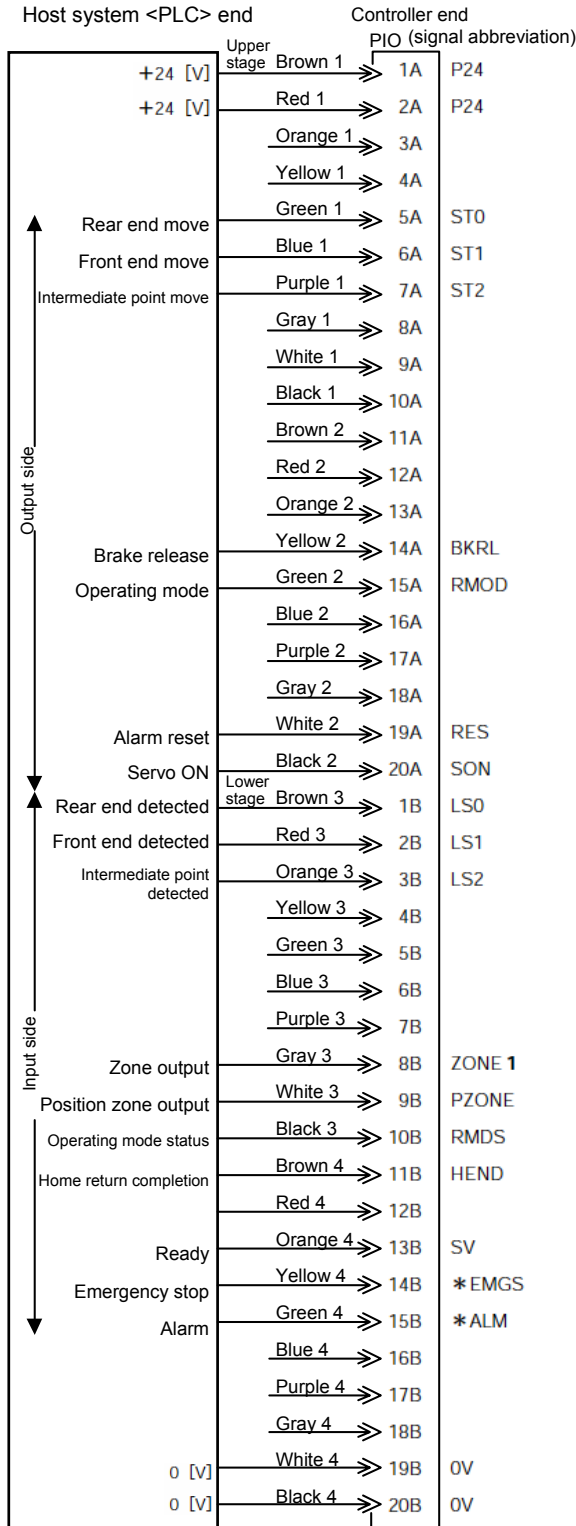 Host system <PLC> end
Controller end
PIO (signal abbreviation)
Upper
stage
+24 [V] Brown 1 1A P24
+24 [V] Red 1 2A P24
Orange 1 3A
Yellow 1 4A
Rear end move Green 1 5A ST0
Front end move Blue 1 6A ST1
Intermediate point move Purple 1 7A ST2
Gray 1 8A
White 1 9A
Black 1 10A
Brown 2 11A
Red 2 12A
Orange 2 13A
Output side
Brake release Yellow 2 14A BKRL
Operating mode Green 2 15A RMOD
Blue 2 16A
Purple 2 17A
Gray 2 18A
Alarm reset White 2 19A RES
Servo ON Black 2 20A SON
Lower
stage
Rear end detected Brown 3 1B LS0
Front end detected Red 3 2B LS1
Intermediate point
detected Orange 3 3B LS2
Yellow 3 4B
Green 3 5B
Blue 3 6B
Purple 3 7B
Input side
Zone output Gray 3 8B ZONE 1
Position zone output White 3 9B PZONE
Operating mode status Black 3 10B RMDS
Home return completion Brown 4 11B HEND
Red 4 12B
Ready Orange 4 13B SV
Emergency stop Yellow 4 14B *EMGS
Alarm Green 4 15B *ALM
Blue 4 16B
Purple 4 17B
Gray 4 18B
0 [V] White 4 19B 0V
0 [V] Black 4 20B 0V